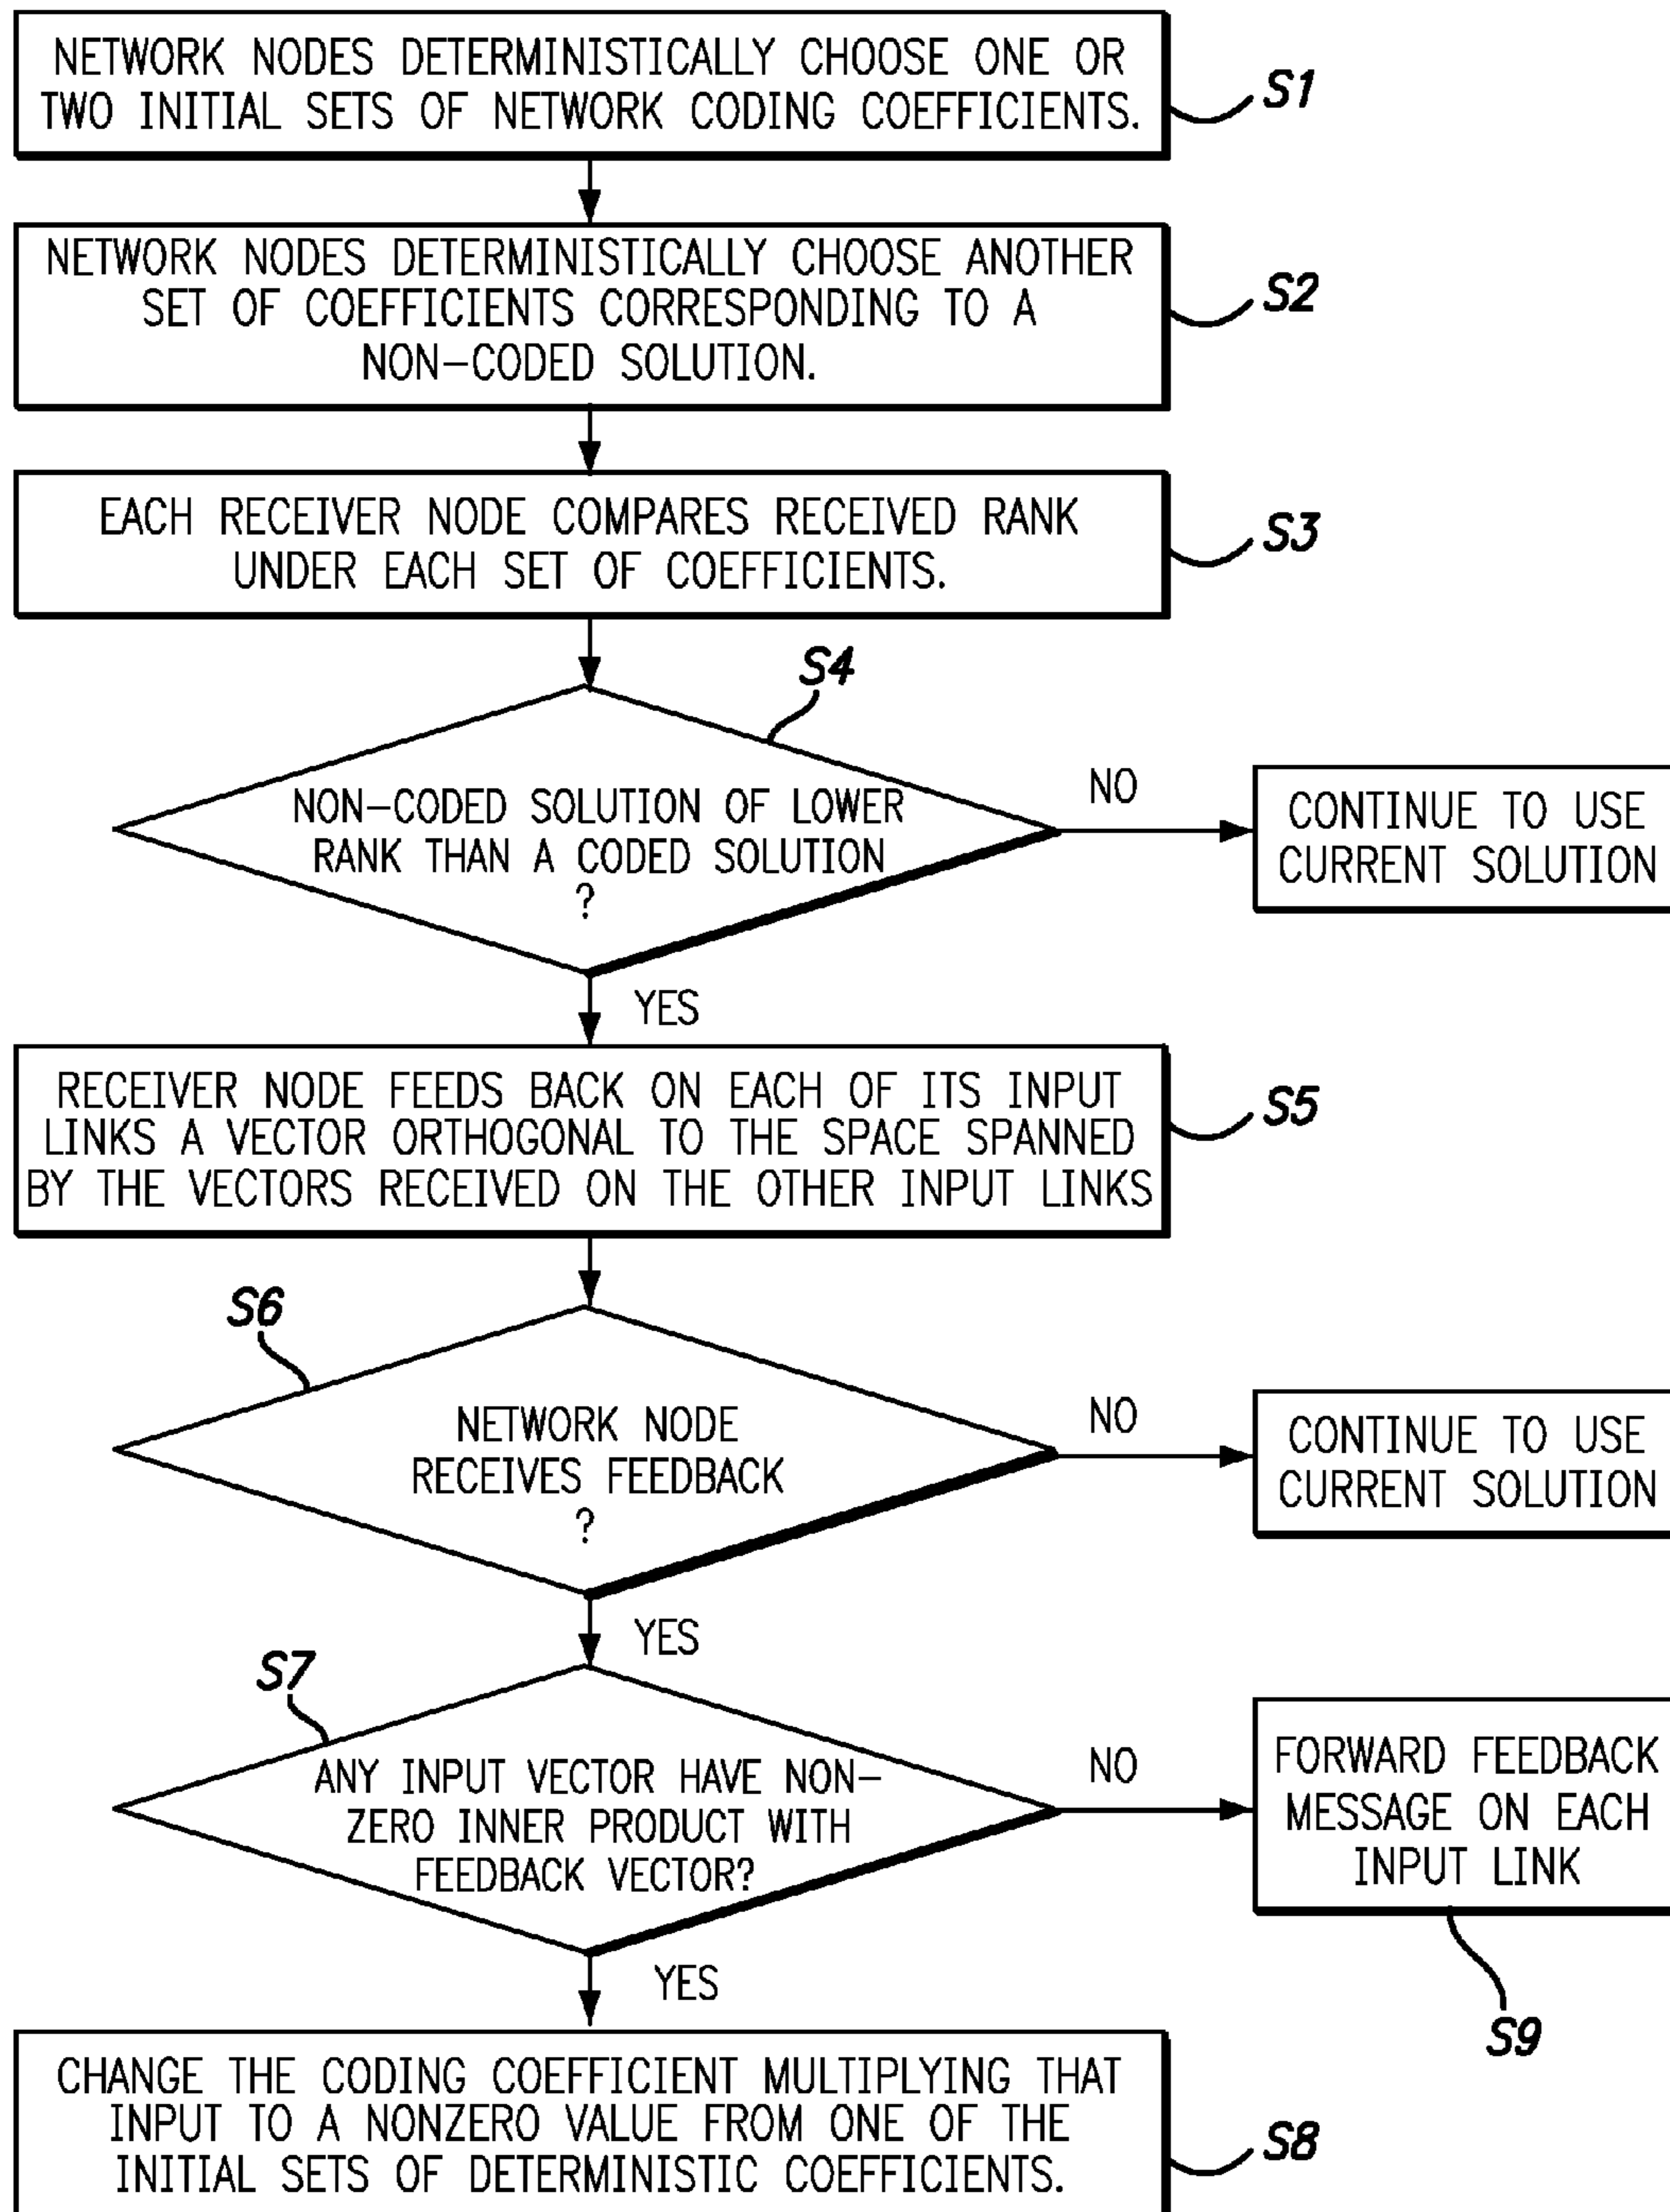 NETWORK NODES DETERMINISTICALLY CHOOSE ONE OR
TWO INITIAL SETS OF NETWORK CODING COEFFICIENTS.
S1
NETWORK NODES DETERMINISTICALLY CHOOSE ANOTHER
SET OF COEFFICIENTS CORRESPONDING TO A
NON-CODED SOLUTION.
S2
EACH RECEIVER NODE COMPARES RECEIVED RANK
UNDER EACH SET OF COEFFICIENTS.
S3
S4
NON-CODED SOLUTION OF LOWER
RANK THAN A CODED SOLUTION
?
NO
CONTINUE TO USE
CURRENT SOLUTION
YES
RECEIVER NODE FEEDS BACK ON EACH OF ITS INPUT
LINKS A VECTOR ORTHOGONAL TO THE SPACE SPANNED
BY THE VECTORS RECEIVED ON THE OTHER INPUT LINKS
S5
S6
NETWORK NODE
RECEIVES FEEDBACK
?
NO
CONTINUE TO USE
CURRENT SOLUTION
YES
S7
ANY INPUT VECTOR HAVE NON-
ZERO INNER PRODUCT WITH
FEEDBACK VECTOR?
NO
FORWARD FEEDBACK
MESSAGE ON EACH
INPUT LINK
S9
YES
CHANGE THE CODING COEFFICIENT MULTIPLYING THAT
INPUT TO A NONZERO VALUE FROM ONE OF THE
INITIAL SETS OF DETERMINISTIC COEFFICIENTS.
S8